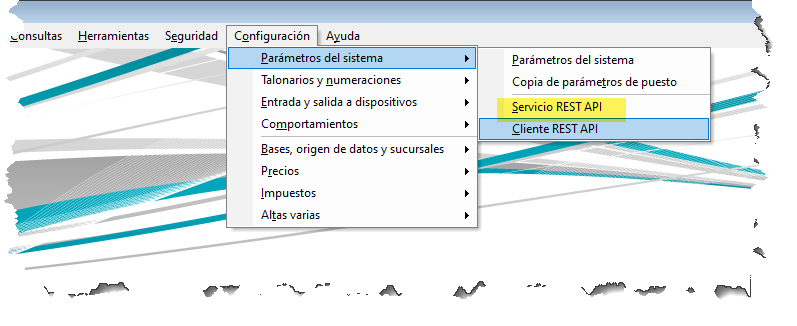 Consultas Herramientas Seguridad Configuración Ayuda
Parámetros del sistema
Talonarios y numeraciones
Entrada y salida a dispositivos
Comportamientos
Bases, origen de datos y sucursales
Precios
Impuestos
Altas varias
Parámetros del sistema
Copia de parámetros de puesto
Servicio REST API
Cliente REST API